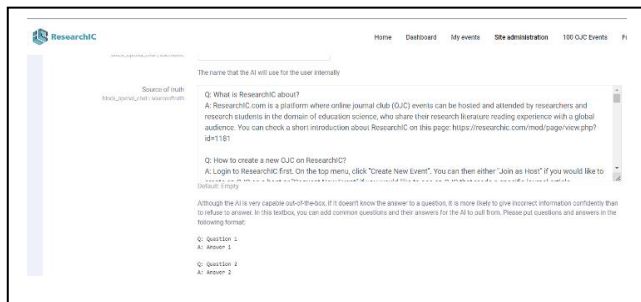 ResearchIC
Home Dashboard My events Site administration 100 OJC Events
The name that the AI will use for the user internally
Source of truth
block_openai_chat | sourceoftruth
Q: What is ResearchIC about?
A: ResearchIC.com is a platform where online journal club (OJC) events can be hosted and attended by researchers and
research students in the domain of education science, who share their research literature reading experience with a global
audience. You can check a short introduction about ResearchIC on this page: https://researchic.com/mod/page/view.php?
id=1181
Q: How to create a new OJC on ResearchIC?
A: Login to ResearchIC first. On the top menu, click "Create New Event". You can then either "Join as Host" if you would like to
Default: Empty
Although the AI is very capable out-of-the-box, if it doesn't know the answer to a question, it is more likely to give incorrect information confidently than
to refuse to answer. In this textbox, you can add common questions and their answers for the AI to pull from. Please put questions and answers in the
following format:
Q: Question 1
A: Answer 1
Q: Question 2
A: Answer 2